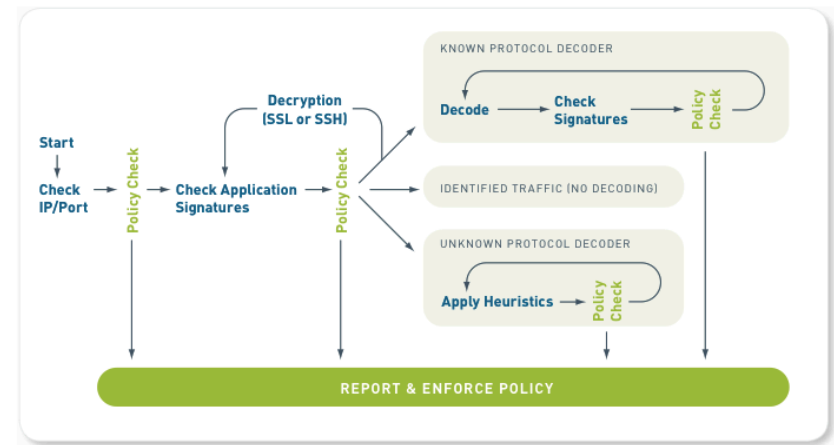 KNOWN PROTOCOL DECODER
Decode
Check
Signatures
Policy
Check
Decryption
(SSL or SSH)
Start
Check
IP/Port
Policy Check
Check Application
Signatures
Policy Check
IDENTIFIED TRAFFIC (NO DECODING)
UNKNOWN PROTOCOL DECODER
Apply Heuristics
Policy
Check
REPORT & ENFORCE POLICY